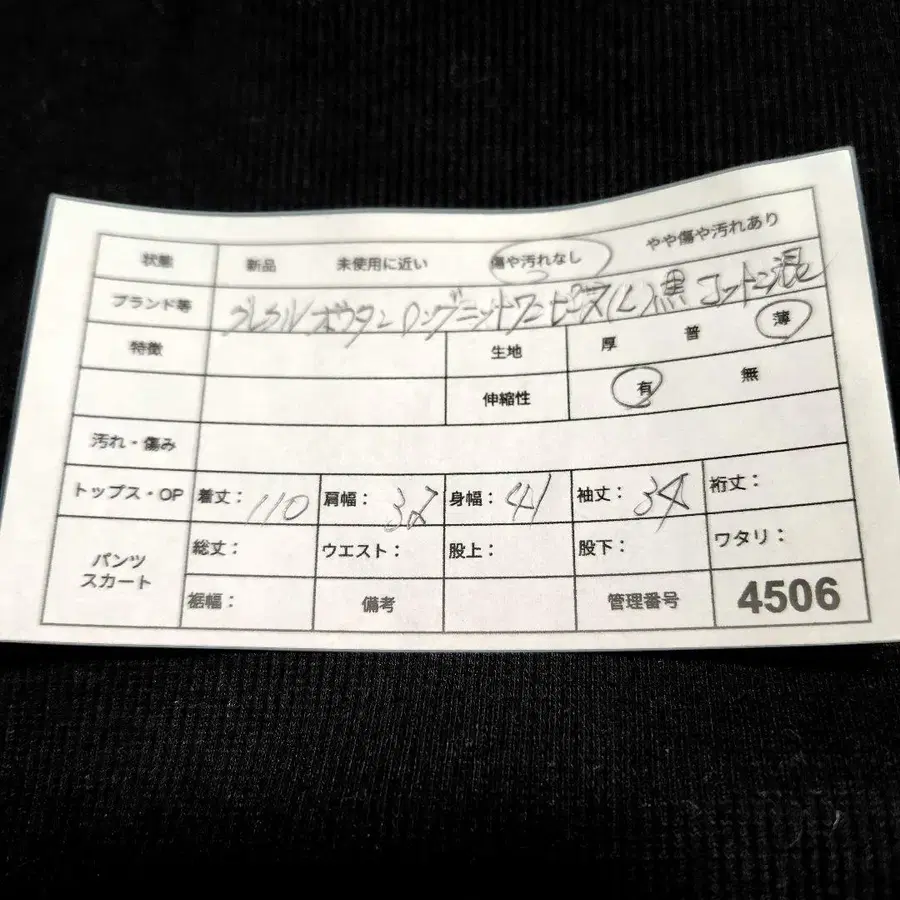 状態 新品 未使用に近い 傷や汚れなし やや傷や汚れあり
ブランド等 グレカルボウタンロングニットワンピース(L)黒 コットン混
特徴 生地 厚 普 薄
伸縮性 有 無
汚れ・傷み
トップス・OP 着丈: 110 肩幅: 37 身幅: 41 袖丈: 34 裄丈:
パンツ スカート 総丈: ウエスト: 股上: 股下: ワタリ:
裾幅: 備考 管理番号 4506